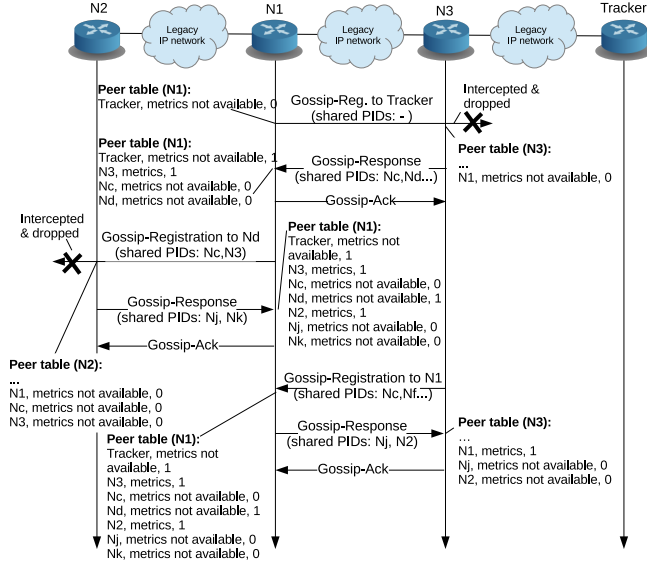 N2
N1
N3
Tracker
Legacy
IP network
Legacy
IP network
Legacy
IP network
Peer table (N1):
Tracker, metrics not available, 0
Gossip-Reg. to Tracker
(shared PIDs: - )
Intercepted &
dropped
Peer table (N1):
Tracker, metrics not available, 1
N3, metrics, 1
Nc, metrics not available, 0
Nd, metrics not available, 0
Gossip-Response
(shared PIDs: Nc,Nd...)
Peer table (N3):
...
N1, metrics not available, 0
Gossip-Ack
Intercepted
& dropped
Gossip-Registration to Nd
(shared PIDs: Nc,N3)
Peer table (N1):
Tracker, metrics not
available, 1
N3, metrics, 1
Nc, metrics not available, 0
Nd, metrics not available, 1
N2, metrics, 1
Nj, metrics not available, 0
Nk, metrics not available, 0
Gossip-Response
(shared PIDs: Nj, Nk)
Gossip-Ack
Peer table (N2):
...
N1, metrics not available, 0
Nc, metrics not available, 0
N3, metrics not available, 0
Gossip-Registration to N1
(shared PIDs: Nc,Nf...)
Peer table (N1):
Tracker, metrics not
available, 1
N3, metrics, 1
Nc, metrics not available, 0
Nd, metrics not available, 1
N2, metrics, 1
Nj, metrics not available, 0
Nk, metrics not available, 0
Gossip-Response
(shared PIDs: Nj, N2)
Peer table (N3):
...
N1, metrics, 1
Nj, metrics not available, 0
N2, metrics not available, 0
Gossip-Ack